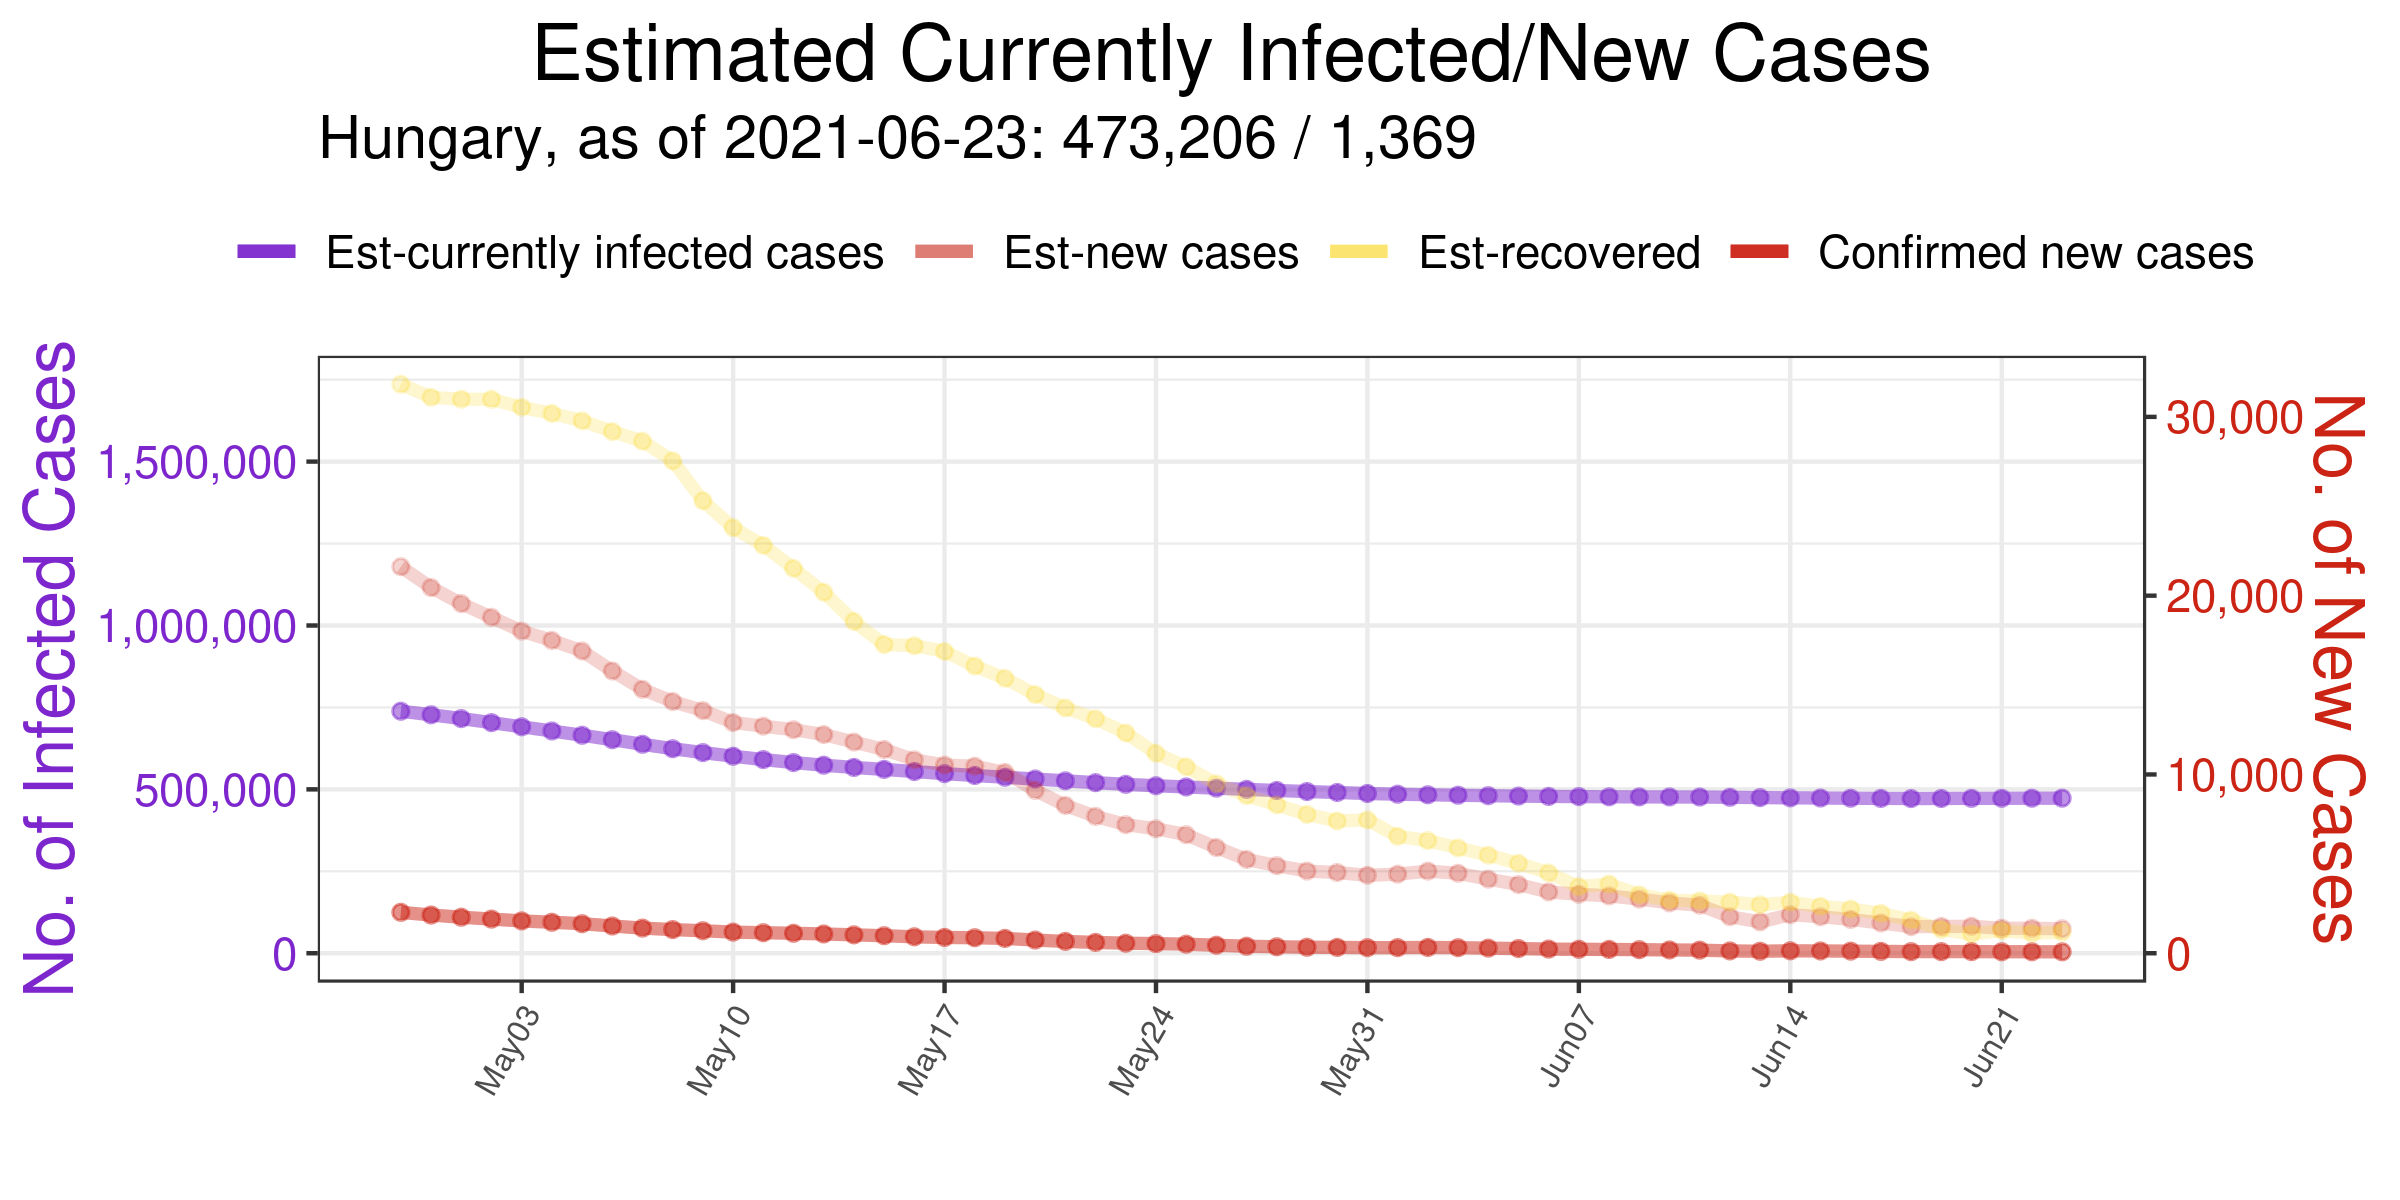 Estimated Currently Infected/New Cases
Hungary, as of 2021-06-23: 473,206 / 1,369
Est-currently infected cases Est-new cases Est-recovered Confirmed new cases
No. of Infected Cases
1,500,000
1,000,000
500,000
0
30,000
20,000
10,000
0
No. of New Cases
May03 May10 May17 May24 May31 Jun07 Jun14 Jun21